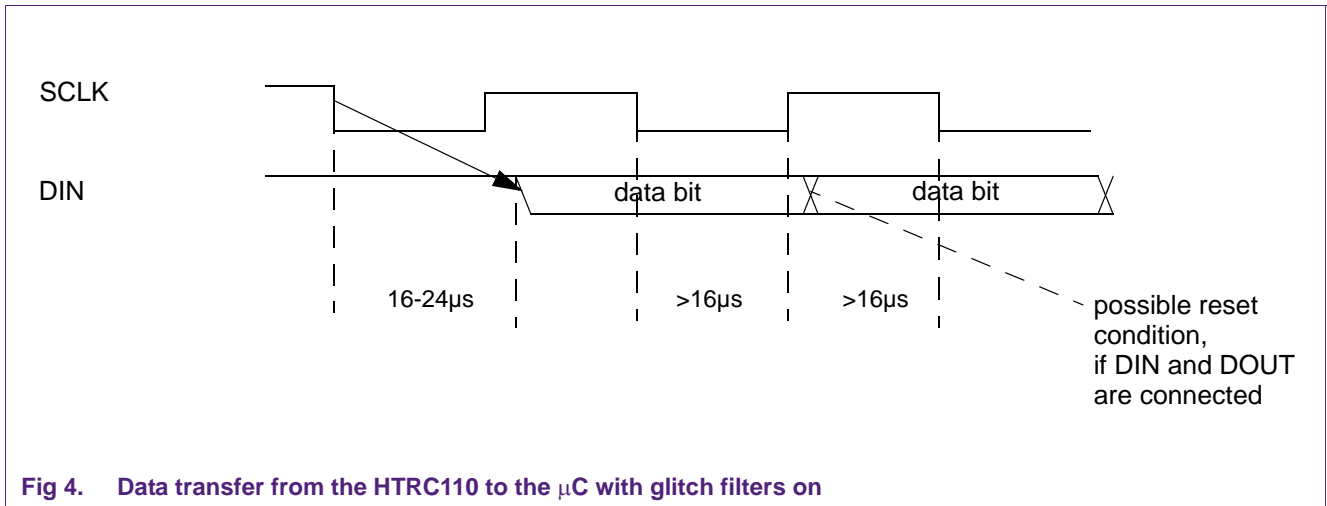 SCLK
DIN
data bit
data bit
16-24µs
>16µs
>16µs
possible reset
condition,
if DIN and DOUT
are connected
Fig 4. Data transfer from the HTRC110 to the µC with glitch filters on